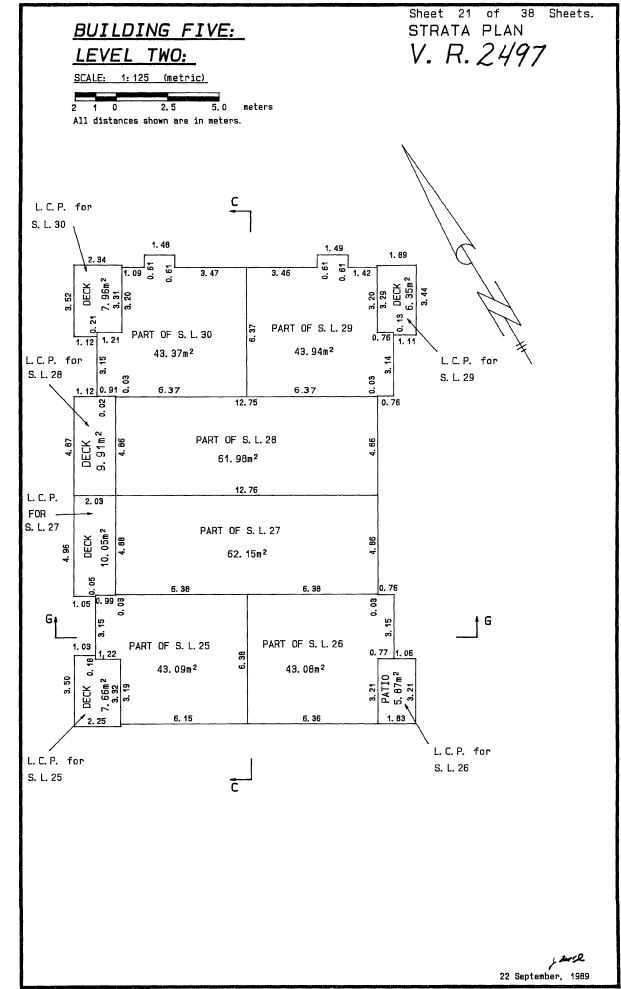 Sheet 21 of 38 Sheets.
STRATA PLAN
V. R. 2497
BUILDING FIVE:
LEVEL TWO:
SCALE: 1:125 (metric)
2 1 0 2.5 5.0 meters
All distances shown are in meters.
C
L.C.P. for
S.L.30
1.48
1.49
2.34
1.09
0.61
0.61
3.47
3.46
0.61
0.61
1.42
1.89
3.52
DECK
7.96m²
3.31
3.20
0.21
3.20
3.29
DECK
6.35m²
3.44
0.13
PART OF S.L.30
43.37m²
6.37
PART OF S.L.29
43.94m²
1.12
1.21
0.76
1.11
L.C.P. for
S.L.28
L.C.P. for
S.L.29
3.15
3.14
1.12
0.91
0.03
6.37
6.37
0.03
0.02
12.75
0.76
4.87
DECK
9.91m²
4.86
PART OF S.L.28
61.98m²
4.86
12.76
L.C.P.
FOR
S.L.27
2.03
4.96
DECK
10.05m²
4.88
PART OF S.L.27
62.15m²
4.86
0.05
6.38
6.38
0.76
1.05
0.99
0.03
0.03
G
G
3.15
3.15
1.03
1.22
PART OF S.L.25
43.09m²
6.38
PART OF S.L.26
43.08m²
0.77
1.06
0.18
3.50
DECK
7.66m²
3.32
3.19
3.21
PATIO
5.87m²
3.21
2.25
6.15
6.36
1.83
L.C.P. for
S.L.25
L.C.P. for
S.L.26
C
22 September, 1989